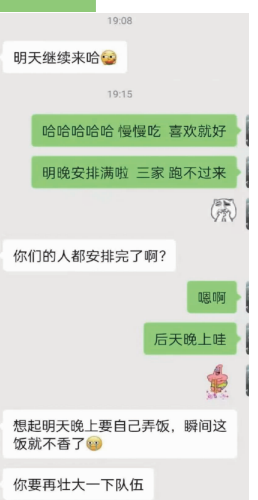 19:08
明天继续来哈
19:15
哈哈哈哈哈 慢慢吃 喜欢就好
明晚安排满啦 三家 跑不过来
你们的人都安排完了啊？
嗯啊
后天晚上哇
想起明天晚上要自己弄饭，瞬间这
饭就不香了
你要再壮大一下队伍